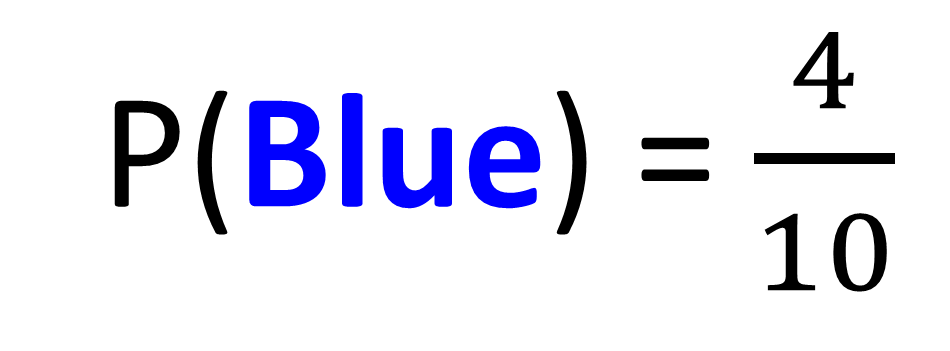 P(Blue) = 4/10